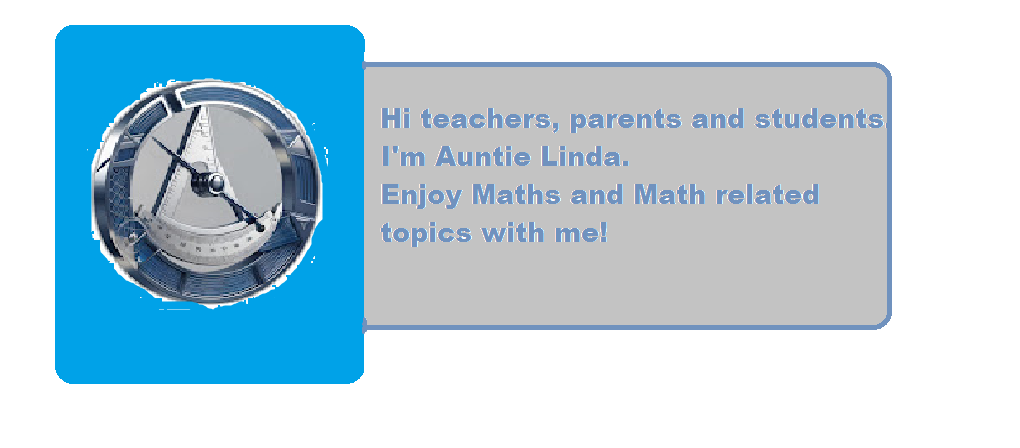 Hi teachers, parents and students.
I'm Auntie Linda.
Enjoy Maths and Math related
topics with me!